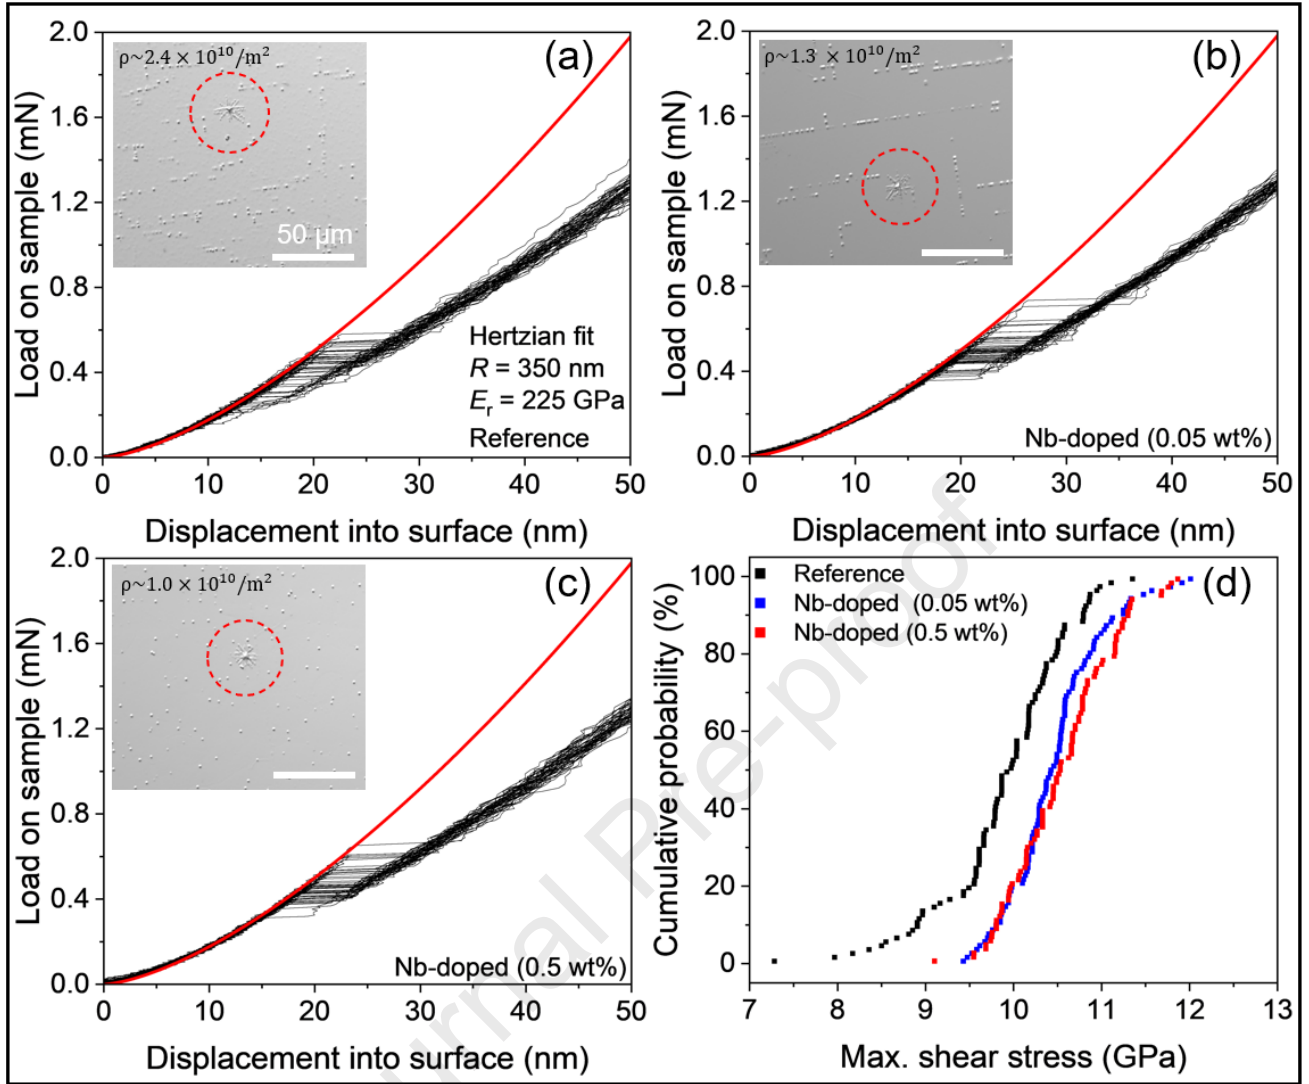 (a)
ρ~2.4 × 10¹⁰/m²
50 µm
Hertzian fit
R = 350 nm
Eᵣ = 225 GPa
Reference
Load on sample (mN)
2.0
1.6
1.2
0.8
0.4
0.0
0 10 20 30 40 50
Displacement into surface (nm)
(b)
ρ~1.3 × 10¹⁰/m²
Nb-doped (0.05 wt%)
Load on sample (mN)
2.0
1.6
1.2
0.8
0.4
0.0
0 10 20 30 40 50
Displacement into surface (nm)
(c)
ρ~1.0 × 10¹⁰/m²
Nb-doped (0.5 wt%)
Load on sample (mN)
2.0
1.6
1.2
0.8
0.4
0.0
0 10 20 30 40 50
Displacement into surface (nm)
(d)
Reference
Nb-doped (0.05 wt%)
Nb-doped (0.5 wt%)
Cumulative probability (%)
100
80
60
40
20
0
7 8 9 10 11 12 13
Max. shear stress (GPa)
urnal Pre-proof